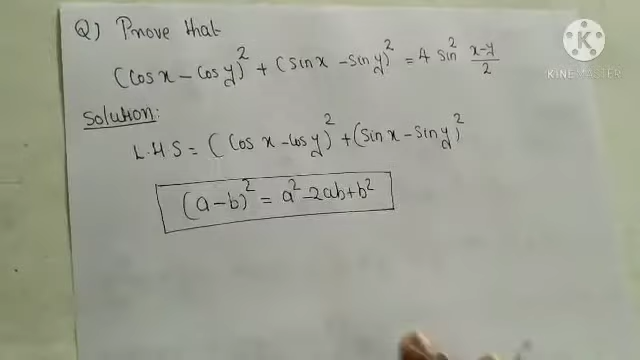 Q) Prove that
(Cos x - Cos y)² + (Sin x - Sin y)² = 4 Sin² x-y/2
Solution:
L.H.S = (Cos x - Cos y)² + (Sin x - Sin y)²
(a-b)² = a² - 2ab + b²
K
KINEMASTER